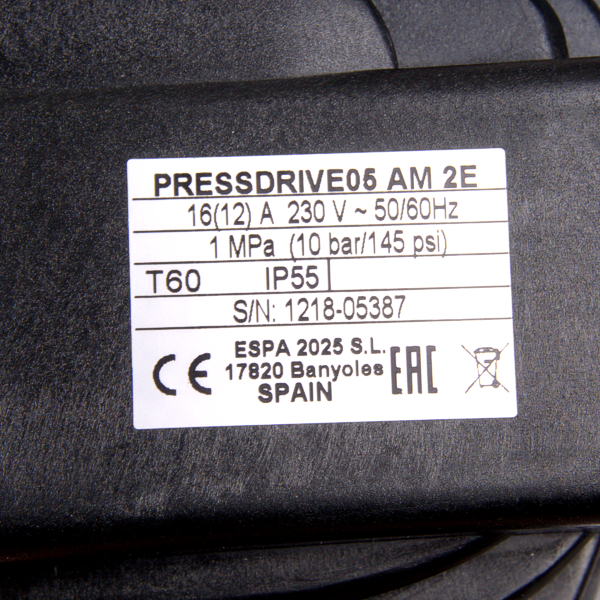 PRESSDRIVE05 AM 2E
16(12) A 230 V ~ 50/60Hz
1 MPa (10 bar/145 psi)
T60 IP55
S/N: 1218-05387
ESPA 2025 S.L.
17820 Banyoles
SPAIN
CE
EAC